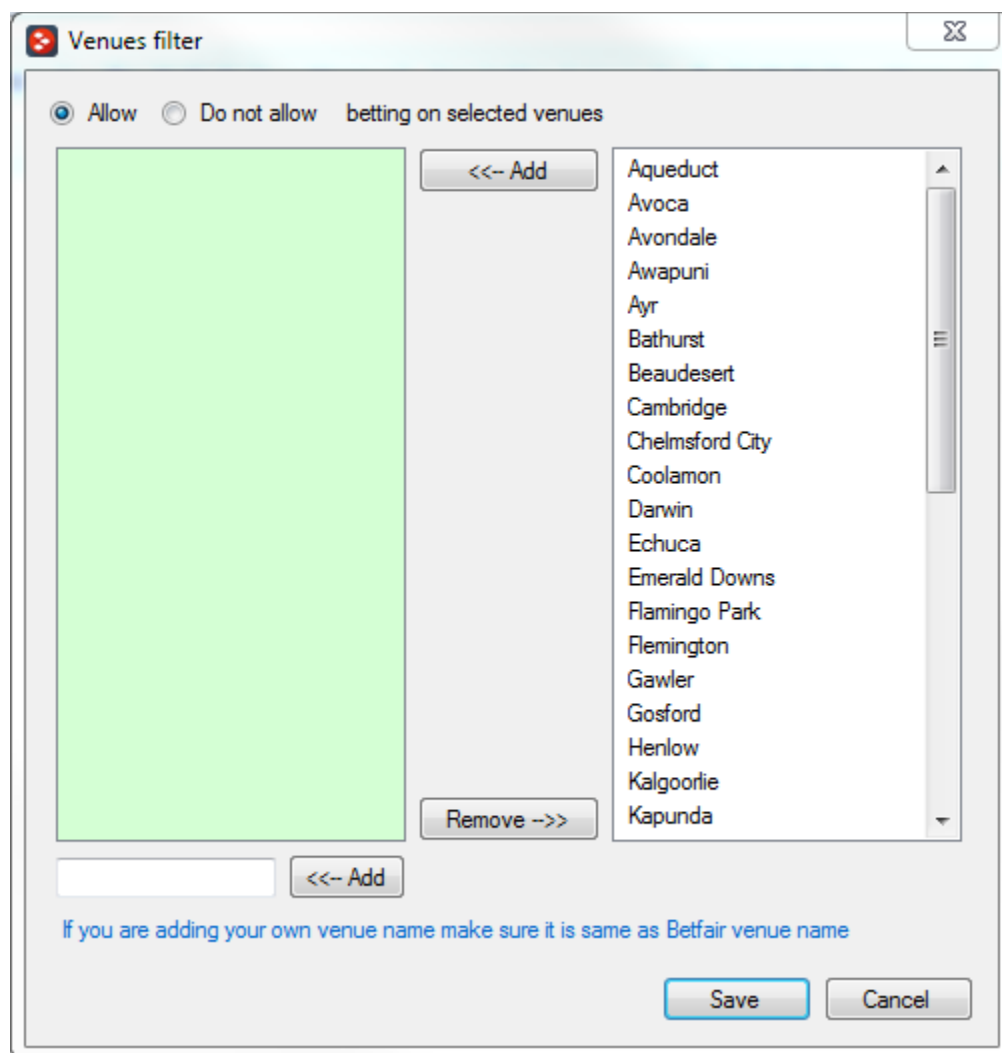 Venues filter
Allow Do not allow betting on selected venues
<<-- Add
Aqueduct
Avoca
Avondale
Awapuni
Ayr
Bathurst
Beaudesert
Cambridge
Chelmsford City
Coolamon
Darwin
Echuca
Emerald Downs
Flamingo Park
Flemington
Gawler
Gosford
Henlow
Kalgoorlie
Kapunda
Remove -->>
<<-- Add
If you are adding your own venue name make sure it is same as Betfair venue name
Save Cancel